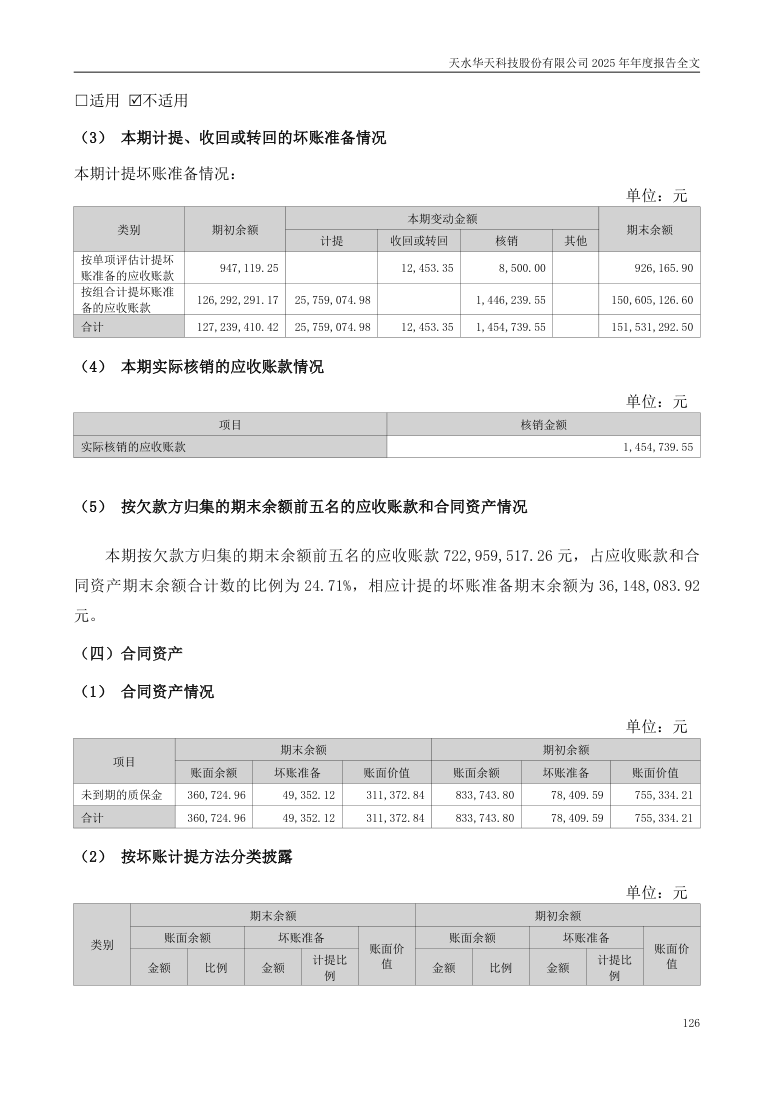 天水华天科技股份有限公司 2025 年年度报告全文
□适用 ☑不适用
（3） 本期计提、收回或转回的坏账准备情况
本期计提坏账准备情况：
单位：元
类别 期初余额 本期变动金额 期末余额
计提 收回或转回 核销 其他
按单项评估计提坏账准备的应收账款 947,119.25 12,453.35 8,500.00 926,165.90
按组合计提坏账准备的应收账款 126,292,291.17 25,759,074.98 1,446,239.55 150,605,126.60
合计 127,239,410.42 25,759,074.98 12,453.35 1,454,739.55 151,531,292.50
（4） 本期实际核销的应收账款情况
单位：元
项目 核销金额
实际核销的应收账款 1,454,739.55
（5） 按欠款方归集的期末余额前五名的应收账款和合同资产情况
本期按欠款方归集的期末余额前五名的应收账款 722,959,517.26 元，占应收账款和合
同资产期末余额合计数的比例为 24.71%，相应计提的坏账准备期末余额为 36,148,083.92
元。
（四）合同资产
（1） 合同资产情况
单位：元
项目 期末余额 期初余额
账面余额 坏账准备 账面价值 账面余额 坏账准备 账面价值
未到期的质保金 360,724.96 49,352.12 311,372.84 833,743.80 78,409.59 755,334.21
合计 360,724.96 49,352.12 311,372.84 833,743.80 78,409.59 755,334.21
（2） 按坏账计提方法分类披露
单位：元
类别 期末余额 期初余额
账面余额 坏账准备 账面价值 账面余额 坏账准备 账面价值
金额 比例 金额 计提比例 金额 比例 金额 计提比例
126